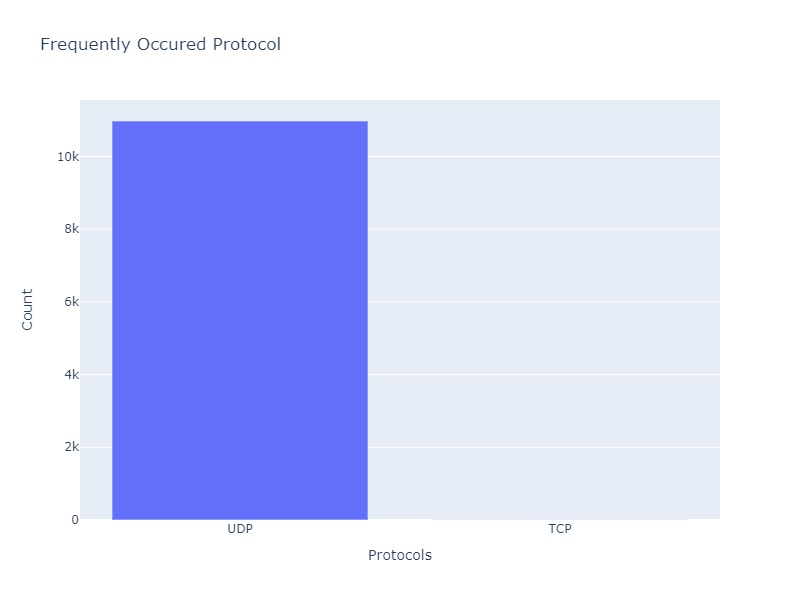 Frequently Occured Protocol
10k
8k
6k
4k
2k
0
Count
UDP
TCP
Protocols